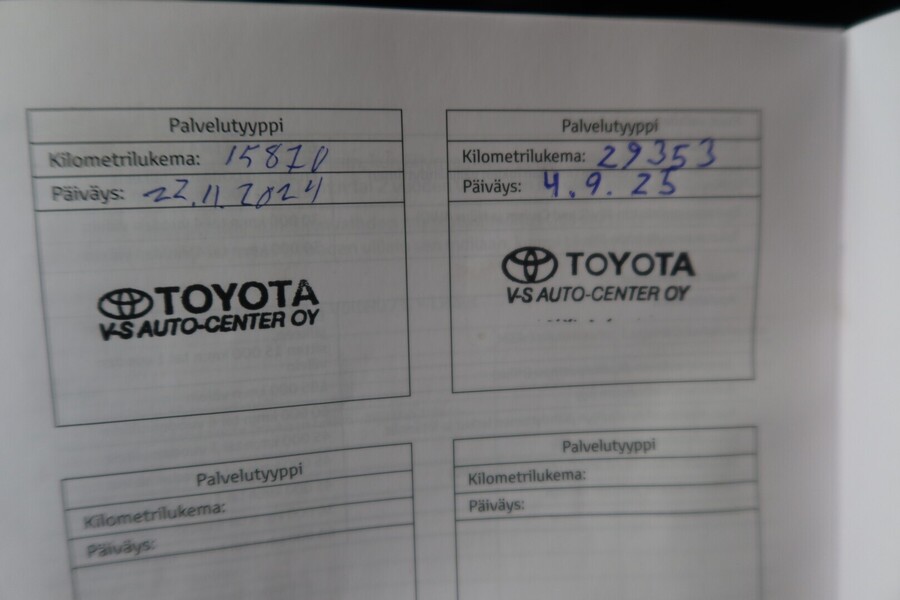 Palvelutyyppi
Kilometrilukema: 15870
Päiväys: 22.11.2024
TOYOTA
V-S AUTO-CENTER OY
Palvelutyyppi
Kilometrilukema: 29353
Päiväys: 4.9.25
TOYOTA
V-S AUTO-CENTER OY
Palvelutyyppi
Kilometrilukema:
Päiväys:
Palvelutyyppi
Kilometrilukema:
Päiväys: